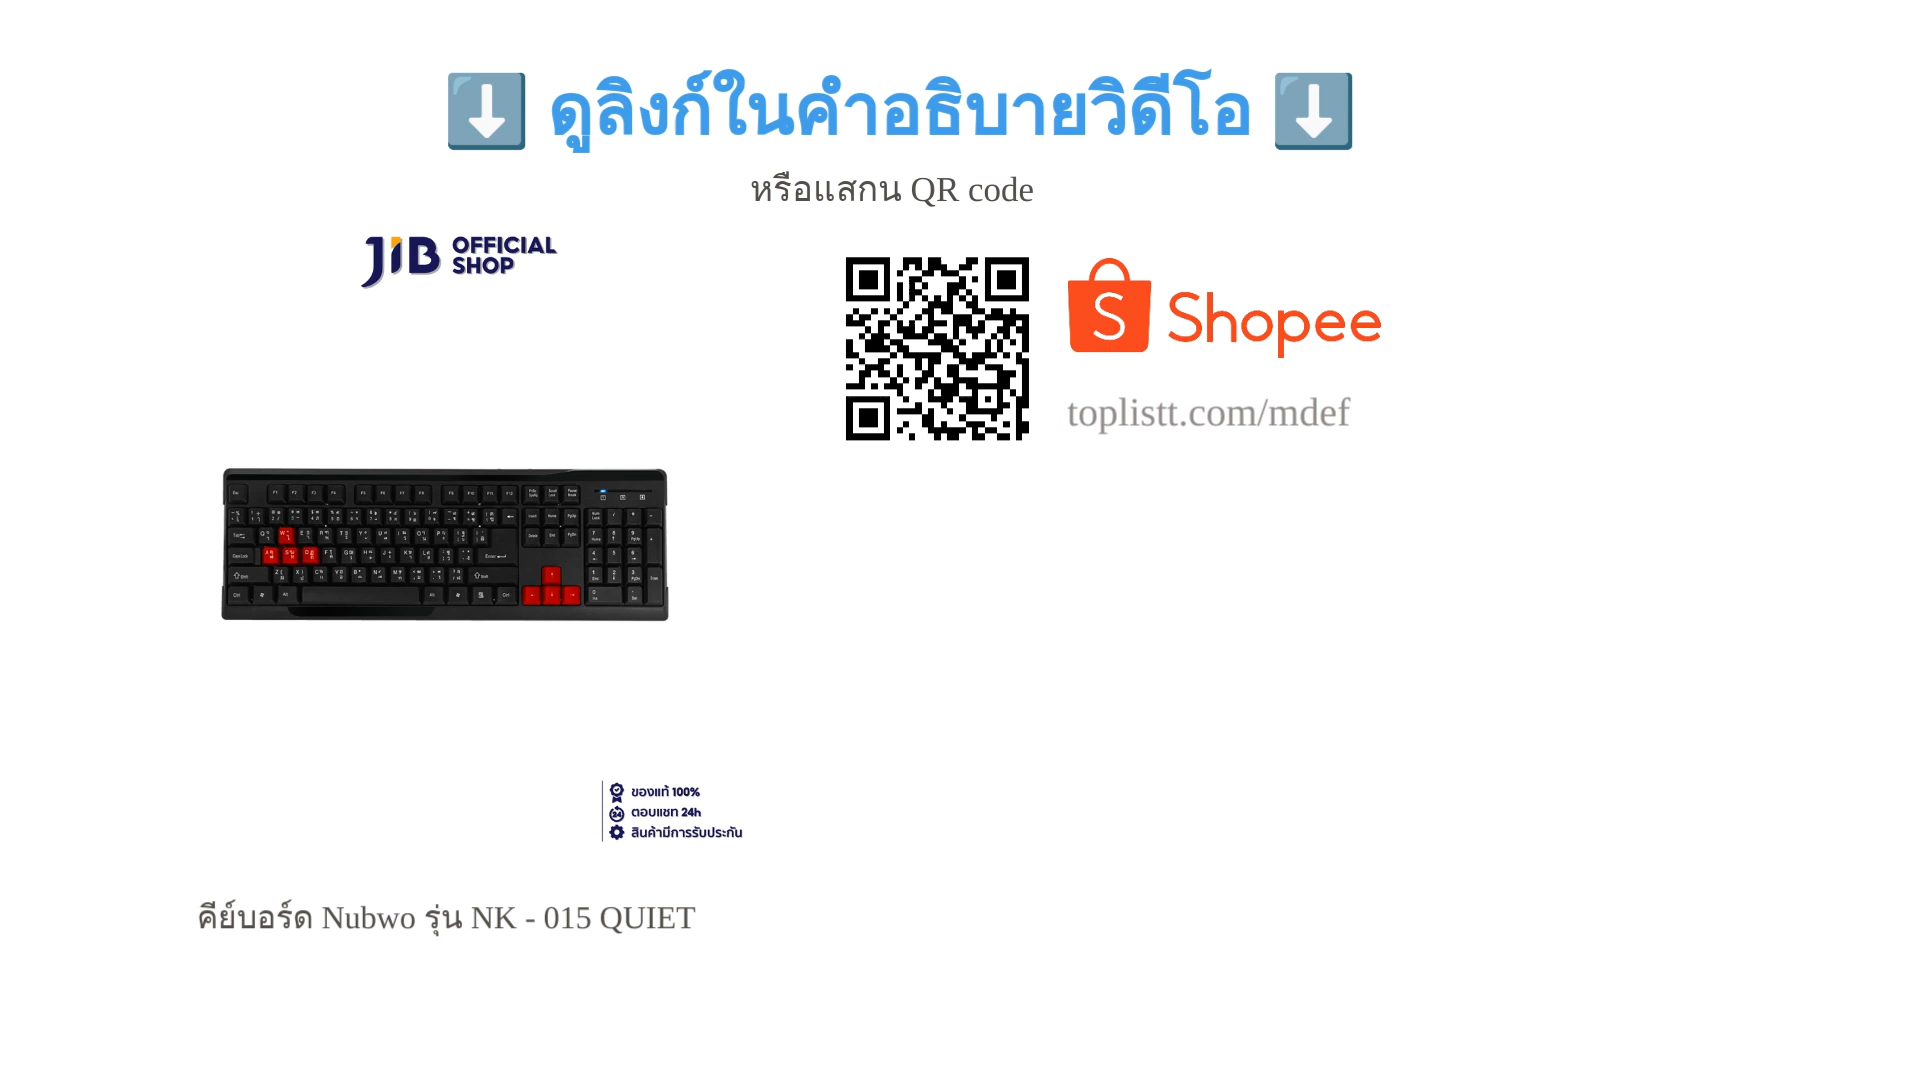 ⬇️ ดูลิงก์ในคำอธิบายวิดีโอ ⬇️
หรือแสกน QR code
JIB OFFICIAL SHOP
Shopee
toplistt.com/mdef
ของแท้ 100%
ตอบแชท 24h
สินค้ามีการรับประกัน
คีย์บอร์ด Nubwo รุ่น NK - 015 QUIET